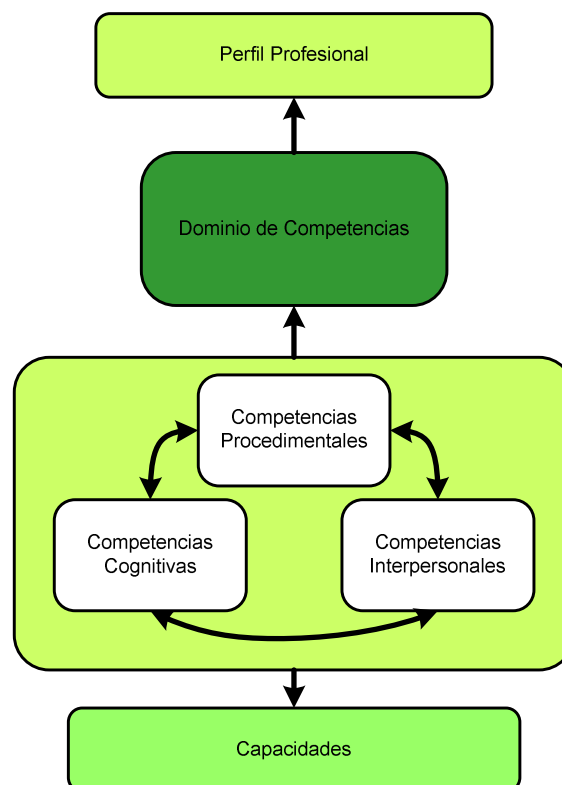 Perfil Profesional
Dominio de Competencias
Competencias
Procedimentales
Competencias
Cognitivas
Competencias
Interpersonales
Capacidades